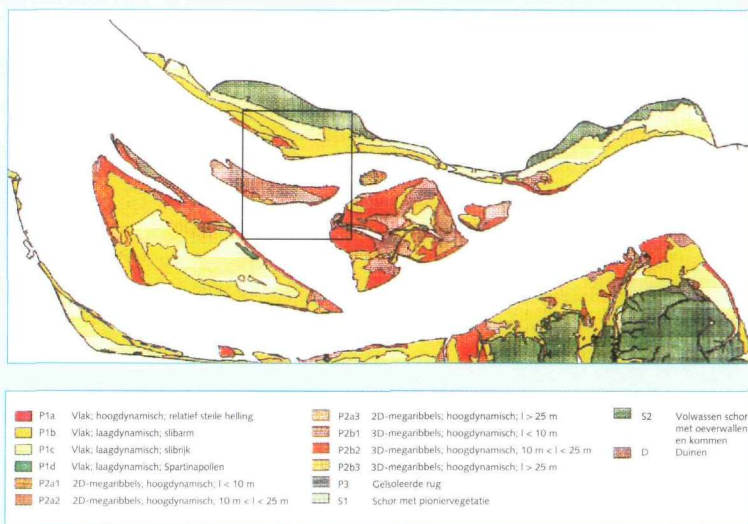 P1a Vlak; hoogdynamisch; relatief steile helling
P1b Vlak; laagdynamisch; slibarm
P1c Vlak; laagdynamisch; slibrijk
P1d Vlak; laagdynamisch; Spartinapollen
P2a1 2D-megaribbels; hoogdynamisch; l < 10 m
P2a2 2D-megaribbels, hoogdynamisch, 10 m < l < 25 m
P2a3 2D-megaribbels; hoogdynamisch; l > 25 m
P2b1 3D-megaribbels; hoogdynamisch; l < 10 m
P2b2 3D-megaribbels; hoogdynamisch, 10 m < l < 25 m
P2b3 3D-megaribbels; hoogdynamisch; l > 25 m
P3 Geïsoleerde rug
S1 Schor met pioniervegetatie
S2 Volwassen schor
met oeverwallen
en kommen
D Duinen